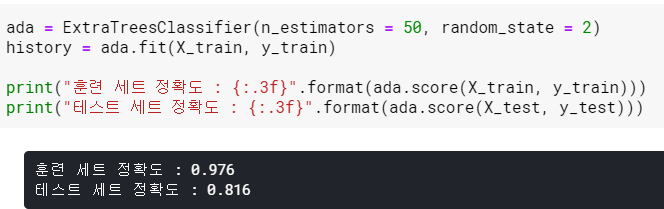 ada = ExtraTreesClassifier(n_estimators = 50, random_state = 2)
history = ada.fit(X_train, y_train)
print("훈련 세트 정확도 : {:.3f}".format(ada.score(X_train, y_train)))
print("테스트 세트 정확도 : {:.3f}".format(ada.score(X_test, y_test)))
훈련 세트 정확도 : 0.976
테스트 세트 정확도 : 0.816